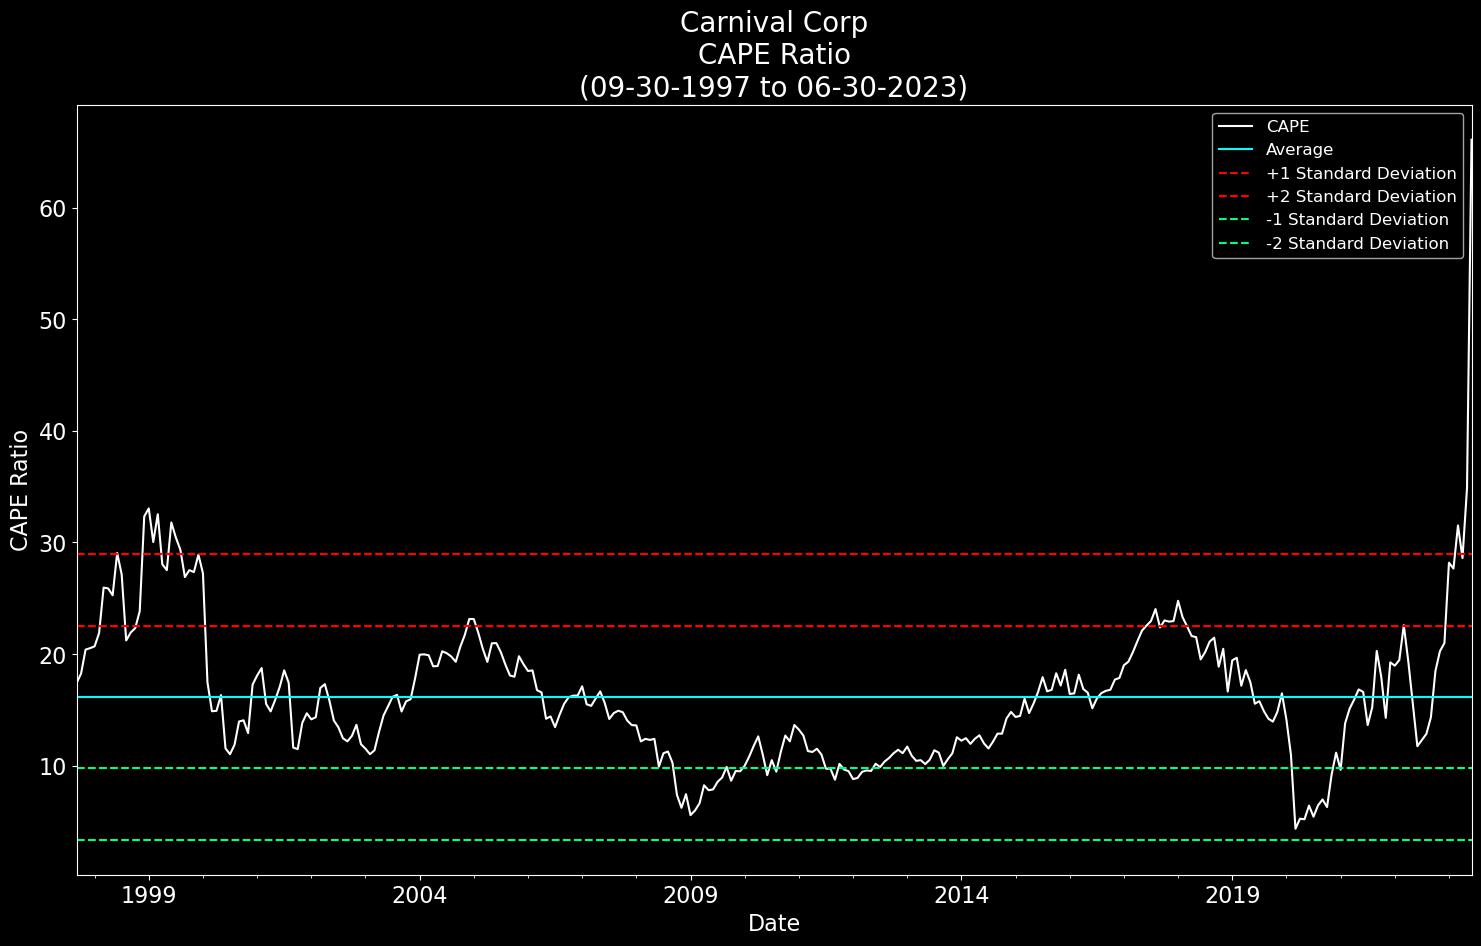 Carnival Corp
CAPE Ratio
(09-30-1997 to 06-30-2023)
CAPE
Average
+1 Standard Deviation
+2 Standard Deviation
-1 Standard Deviation
-2 Standard Deviation
CAPE Ratio
60
50
40
30
20
10
1999
2004
2009
2014
2019
Date